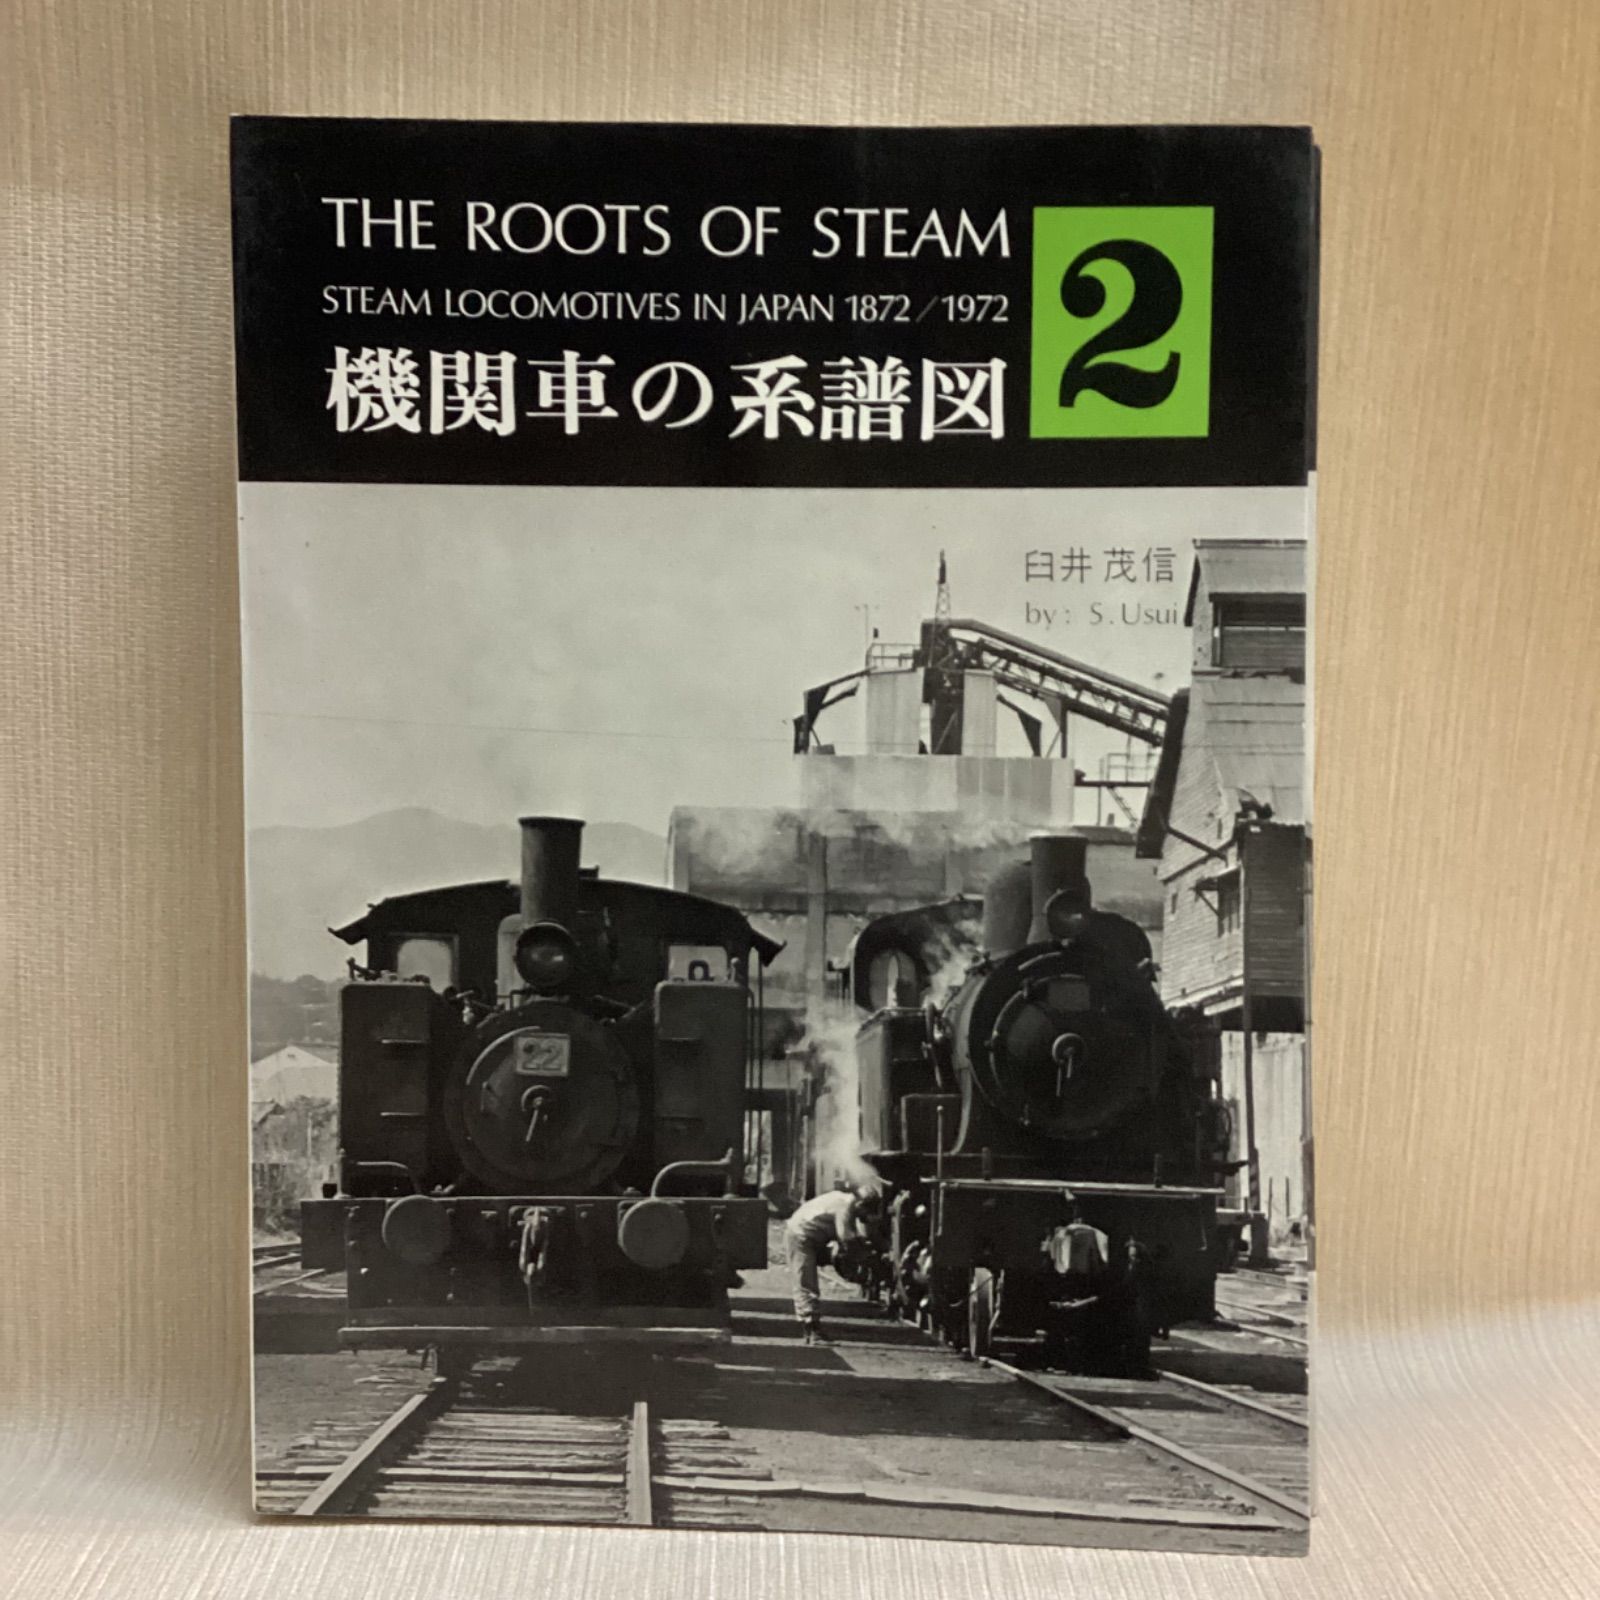 THE ROOTS OF STEAM
STEAM LOCOMOTIVES IN JAPAN 1872/1972
機関車の系譜図
2
臼井 茂信
by: S.Usui
22